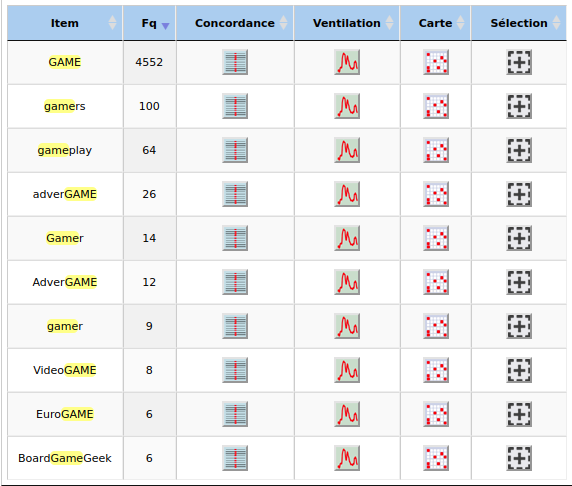 Item Fq Concordance Ventilation Carte Sélection
GAME 4552
gamers 100
gameplay 64
adverGAME 26
Gamer 14
AdverGAME 12
gamer 9
VideoGAME 8
EuroGAME 6
BoardGameGeek 6